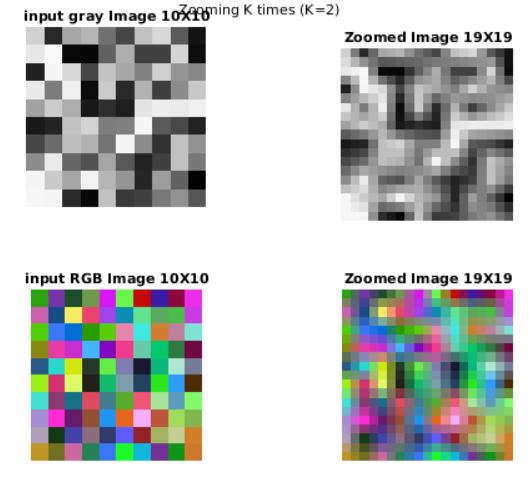 Zooming K times (K=2)
input gray Image 10X10
Zoomed Image 19X19
input RGB Image 10X10
Zoomed Image 19X19